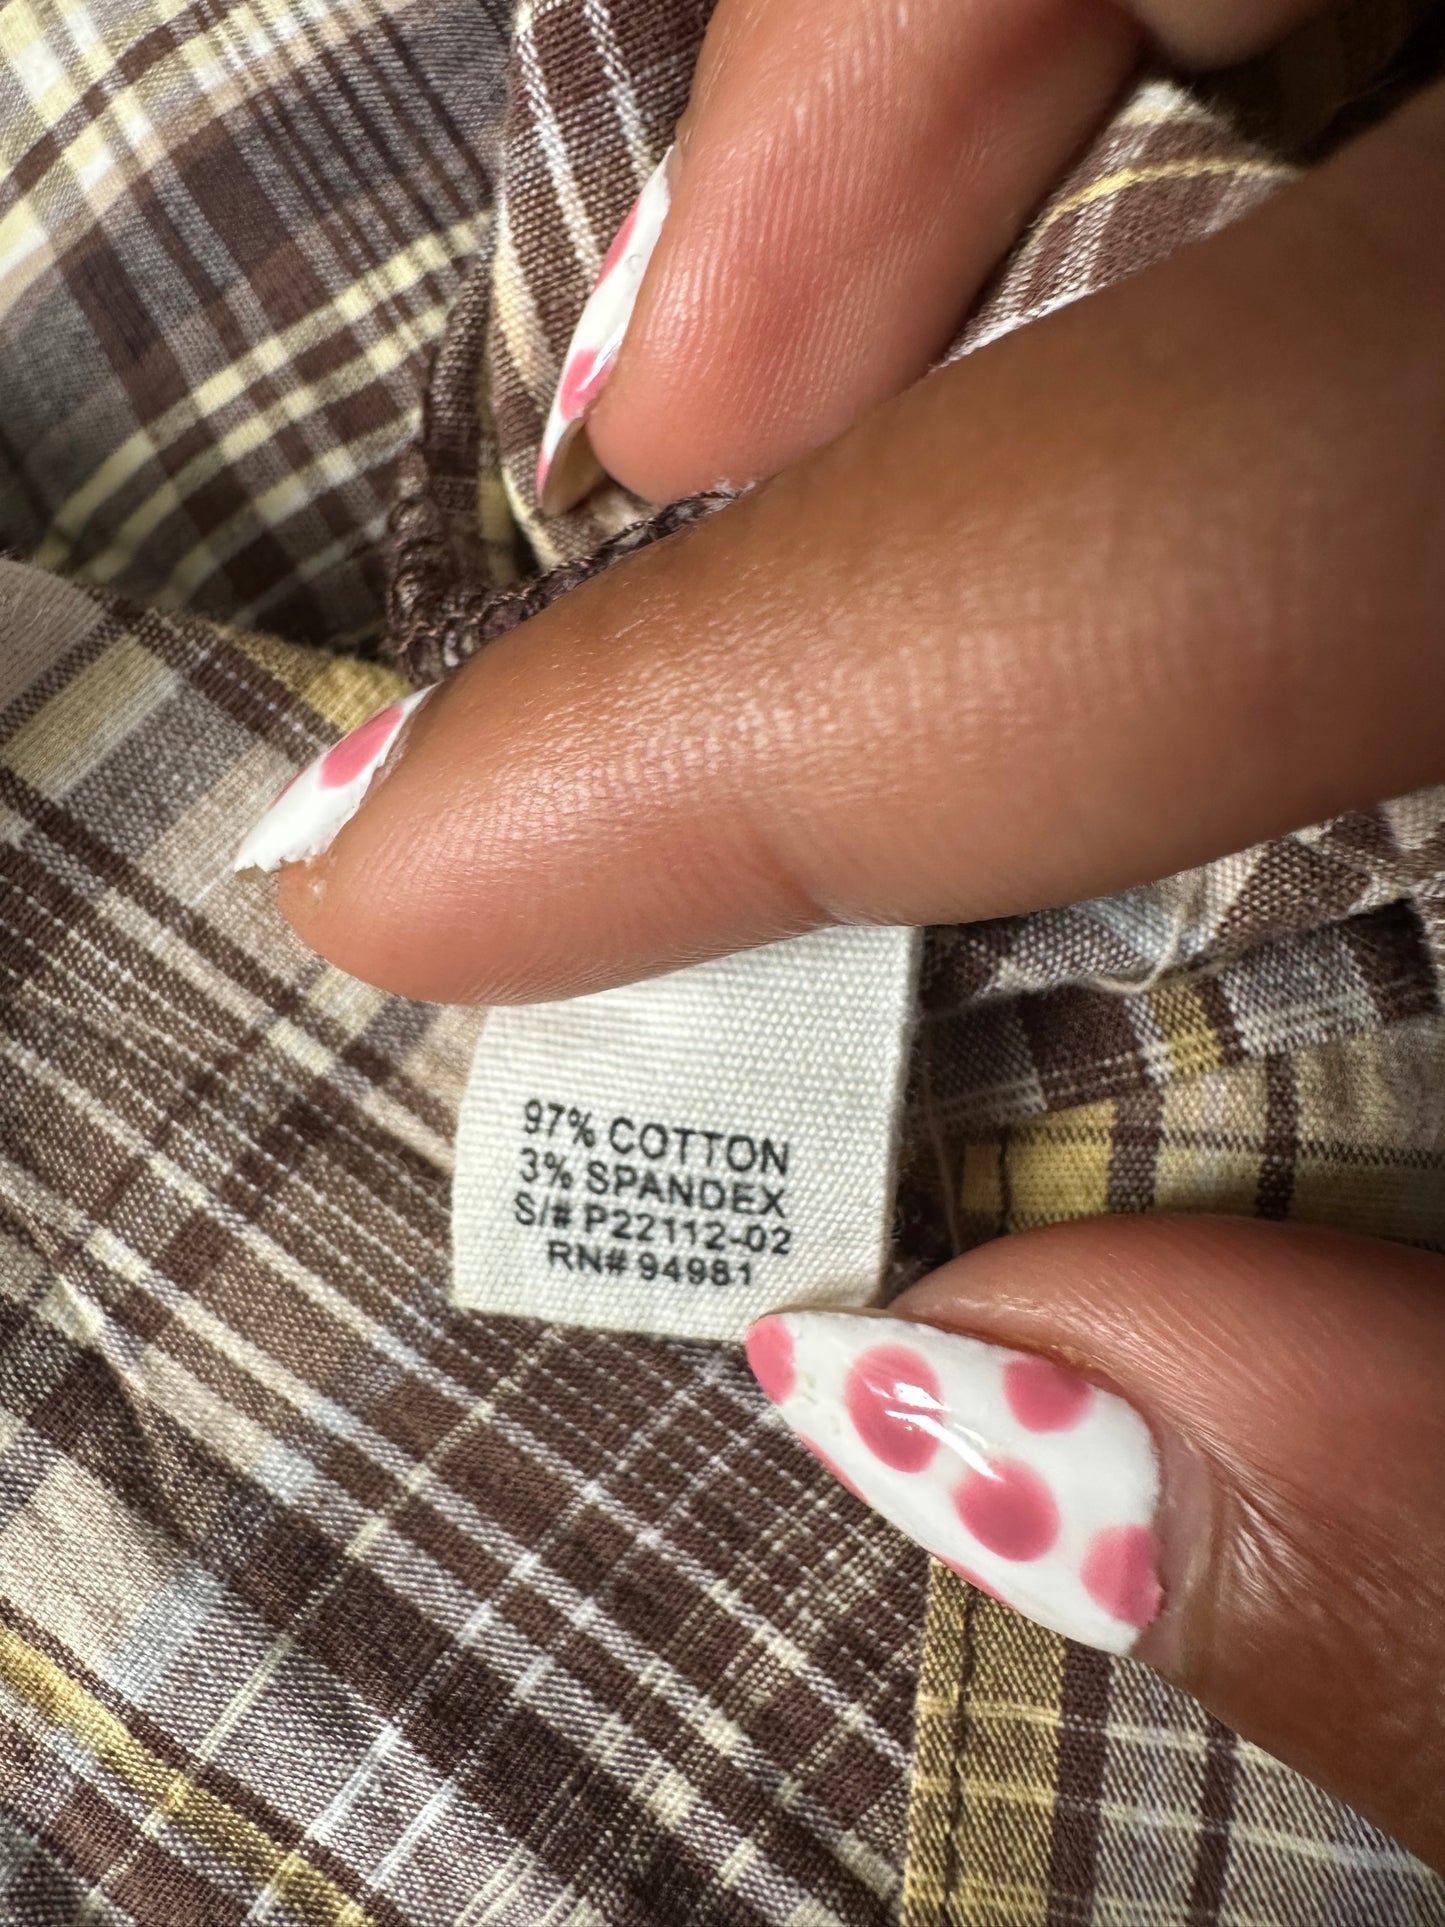 97% COTTON
3% SPANDEX
S/# P22112-02
RN# 94981